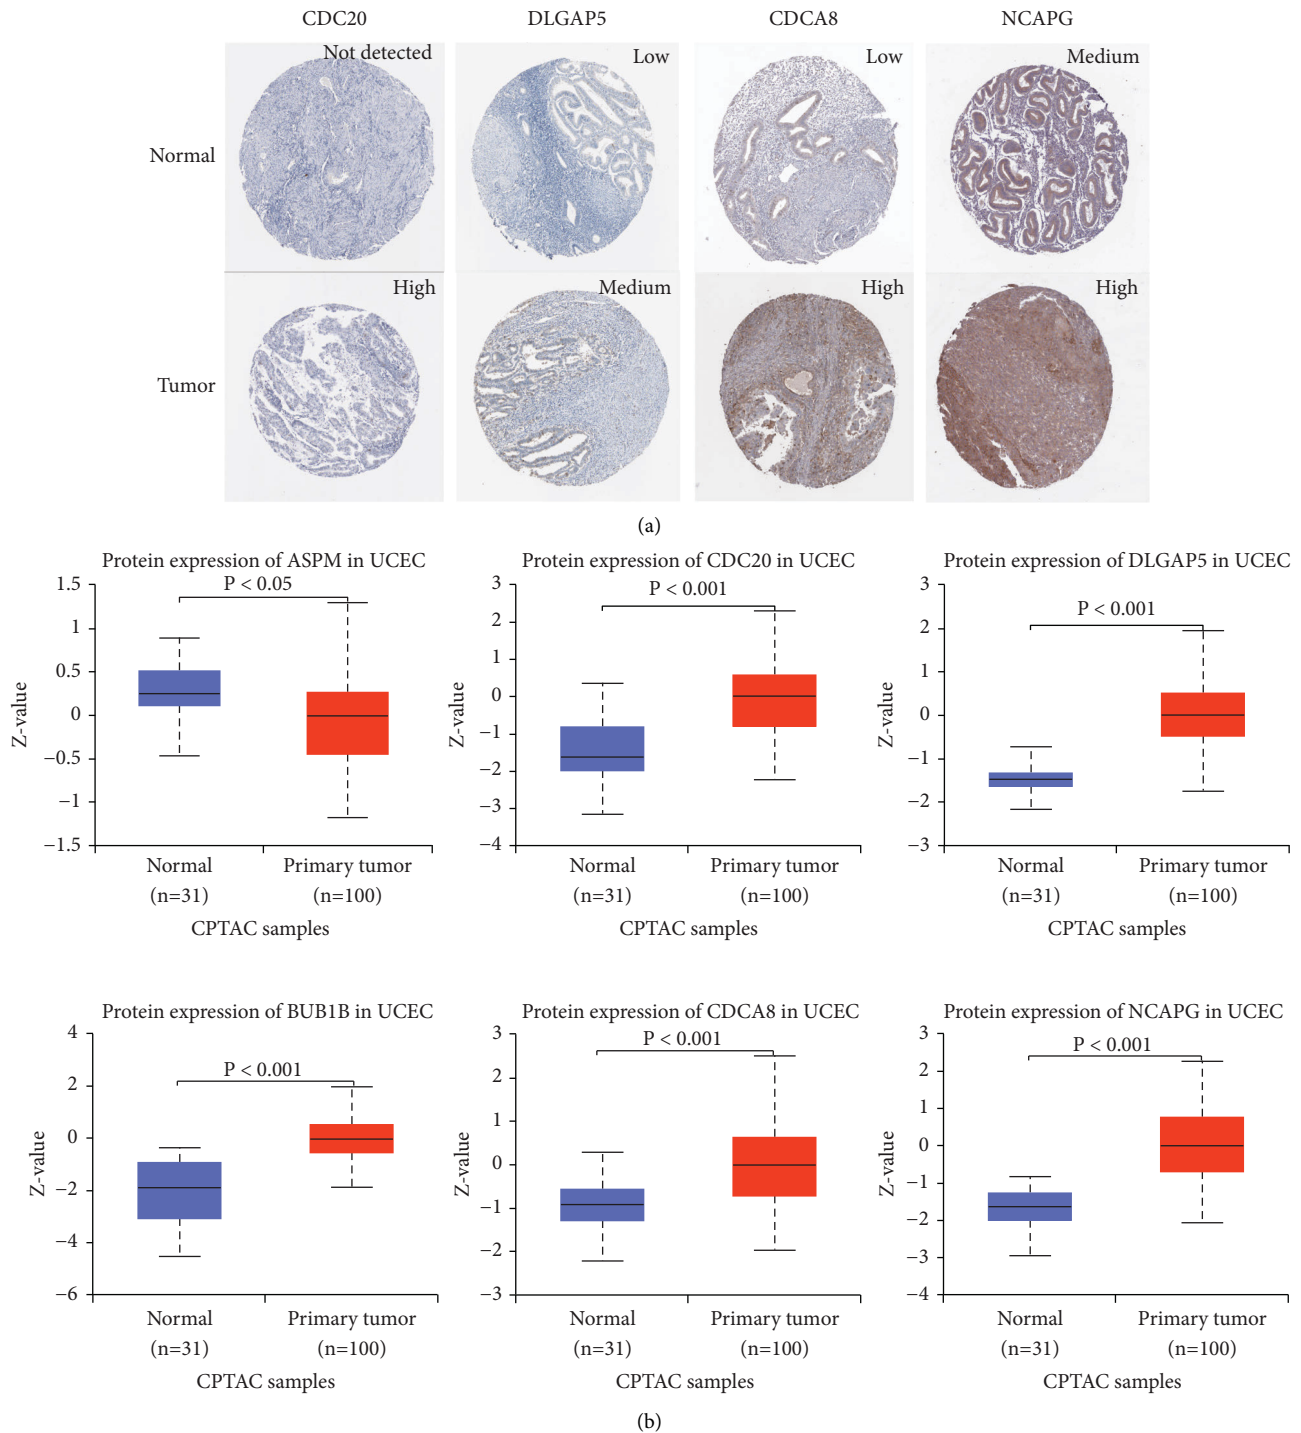 CDC20 DLGAP5 CDCA8 NCAPG
Not detected Low Low Medium
Normal
High Medium High High
Tumor
(a)
Protein expression of ASPM in UCEC
P < 0.05
1.5
1
0.5
0
−0.5
−1
−1.5
Z-value
Normal Primary tumor
(n=31) (n=100)
CPTAC samples
Protein expression of CDC20 in UCEC
P < 0.001
3
2
1
0
−1
−2
−3
−4
Z-value
Normal Primary tumor
(n=31) (n=100)
CPTAC samples
Protein expression of DLGAP5 in UCEC
P < 0.001
3
2
1
0
−1
−2
−3
Z-value
Normal Primary tumor
(n=31) (n=100)
CPTAC samples
Protein expression of BUB1B in UCEC
P < 0.001
4
2
0
−2
−4
−6
Z-value
Normal Primary tumor
(n=31) (n=100)
CPTAC samples
Protein expression of CDCA8 in UCEC
P < 0.001
3
2
1
0
−1
−2
−3
Z-value
Normal Primary tumor
(n=31) (n=100)
CPTAC samples
Protein expression of NCAPG in UCEC
P < 0.001
3
2
1
0
−1
−2
−3
−4
Z-value
Normal Primary tumor
(n=31) (n=100)
CPTAC samples
(b)